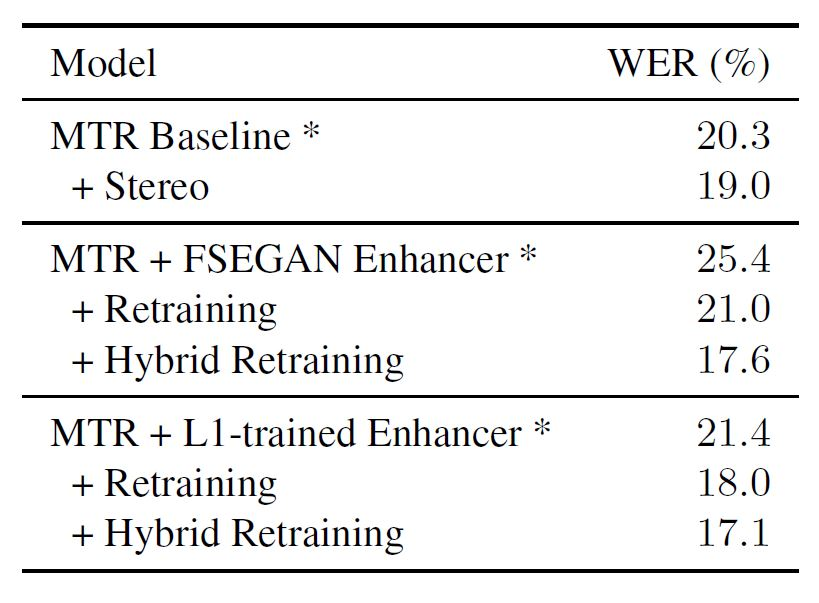 Model WER (%)
MTR Baseline * 20.3
+ Stereo 19.0
MTR + FSEGAN Enhancer * 25.4
+ Retraining 21.0
+ Hybrid Retraining 17.6
MTR + L1-trained Enhancer * 21.4
+ Retraining 18.0
+ Hybrid Retraining 17.1